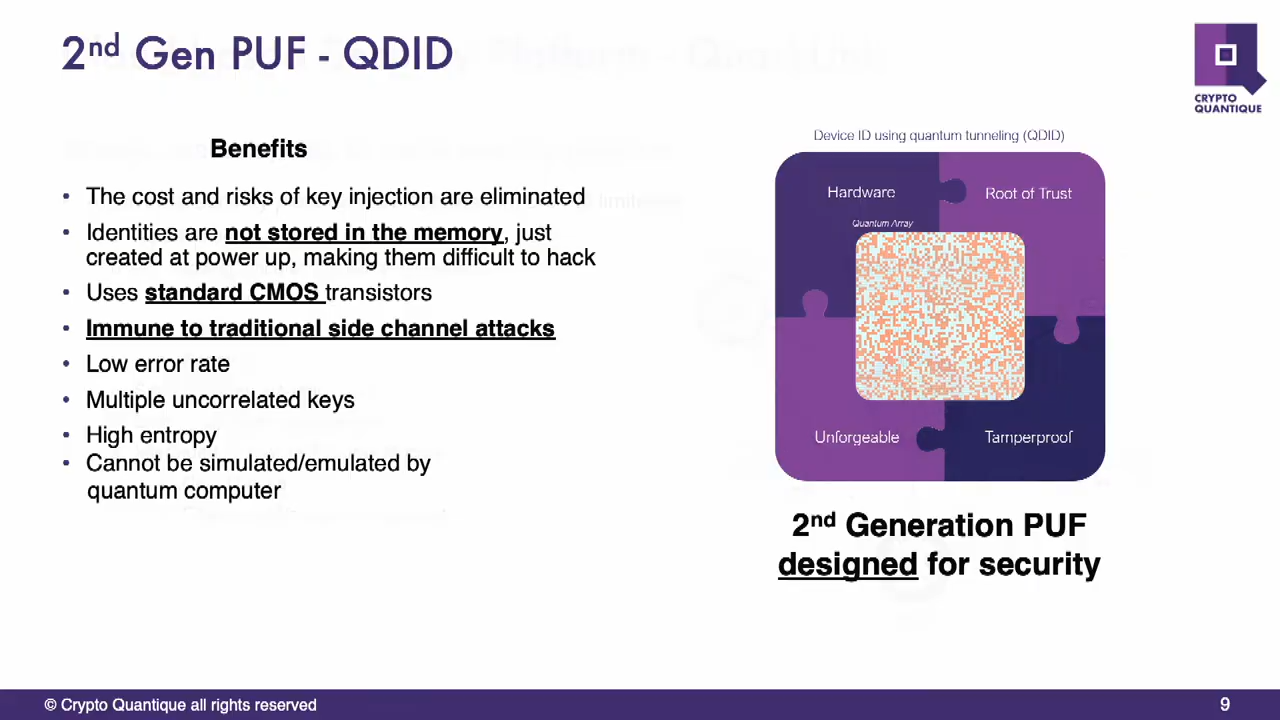 2nd Gen PUF - QDID
CRYPTO
QUANTIQUE
Benefits
• The cost and risks of key injection are eliminated
• Identities are not stored in the memory, just
created at power up, making them difficult to hack
• Uses standard CMOS transistors
• Immune to traditional side channel attacks
• Low error rate
• Multiple uncorrelated keys
• High entropy
• Cannot be simulated/emulated by
quantum computer
Device ID using quantum tunneling (QDID)
Hardware
Root of Trust
Quantum Array
Unforgeable
Tamperproof
2nd Generation PUF
designed for security
© Crypto Quantique all rights reserved
9